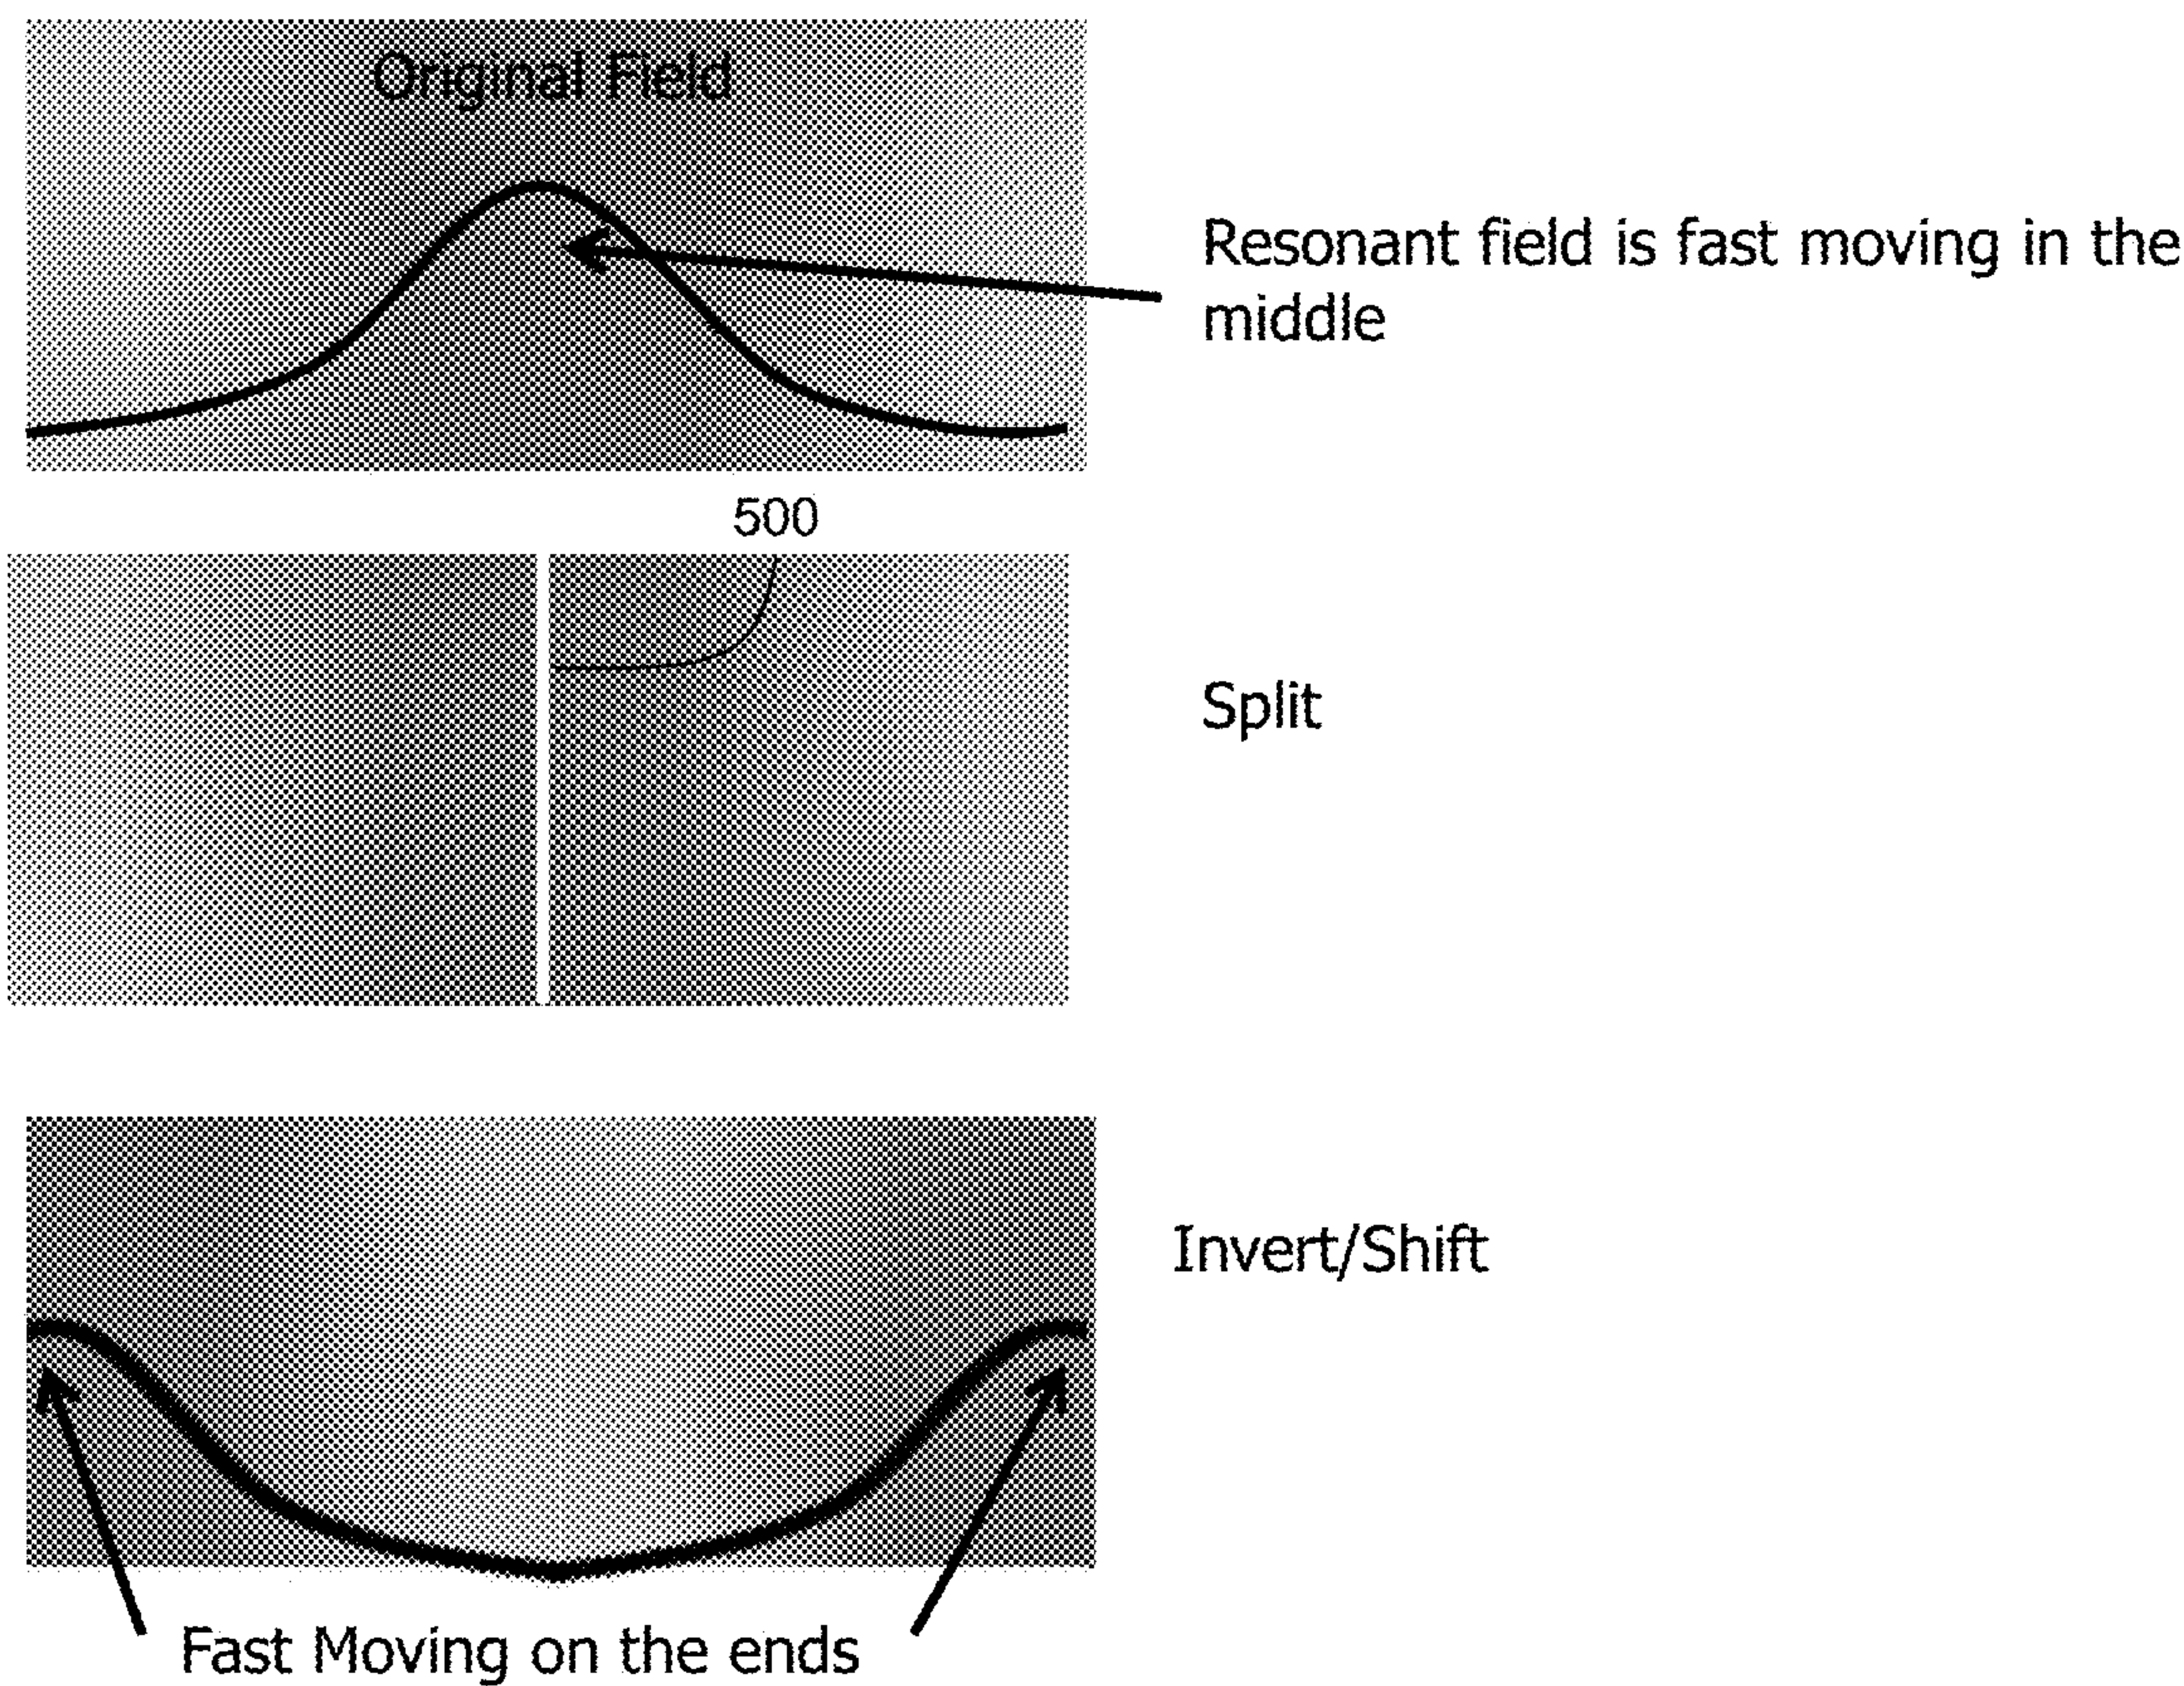 Original Field
Resonant field is fast moving in the
middle
500
Split
Invert/Shift
Fast Moving on the ends